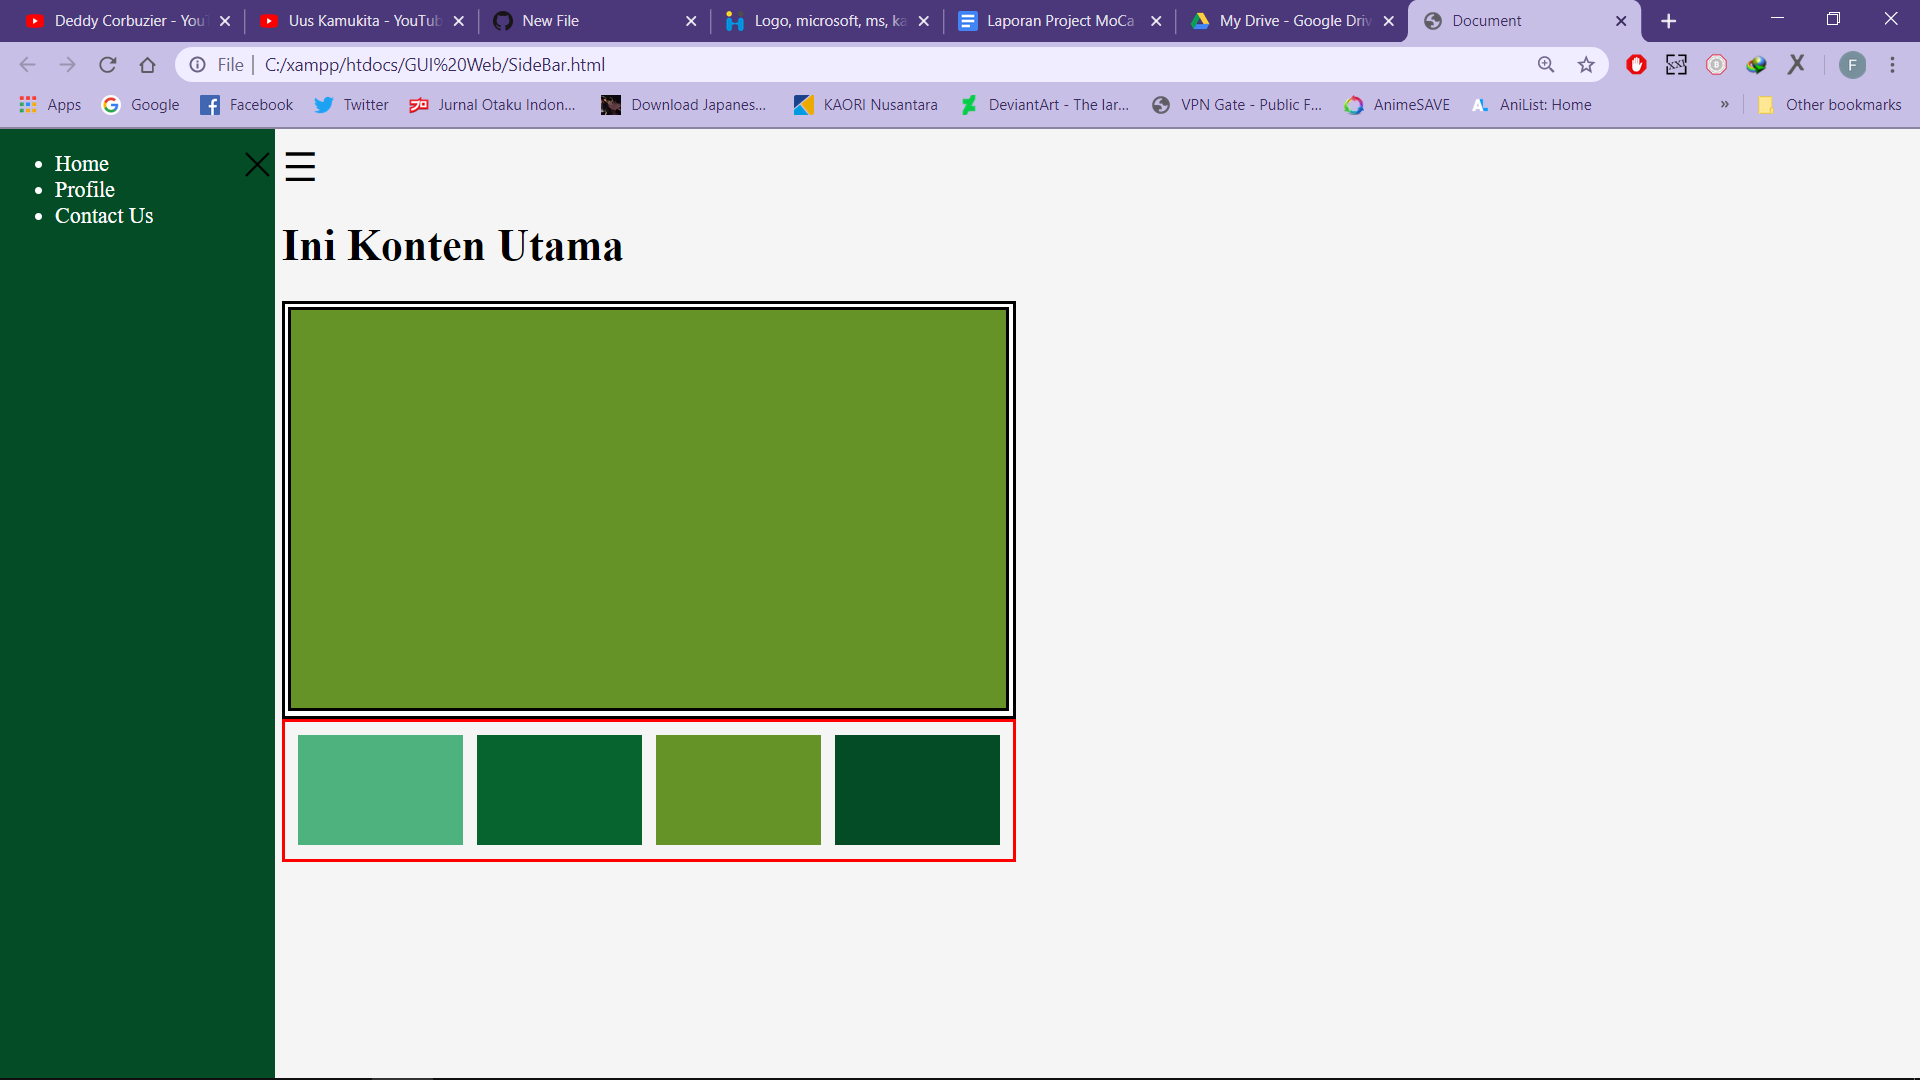 Deddy Corbuzier - You
Uus Kamukita - YouTub
New File
Logo, microsoft, ms, ka
Laporan Project MoCa
My Drive - Google Driv
Document
File
C:/xampp/htdocs/GUI%20Web/SideBar.html
F
Apps
Google
Facebook
Twitter
Jurnal Otaku Indon...
Download Japanes...
KAORI Nusantara
DeviantArt - The lar...
VPN Gate - Public F...
AnimeSAVE
AniList: Home
»
Other bookmarks
Home
Profile
Contact Us
Ini Konten Utama